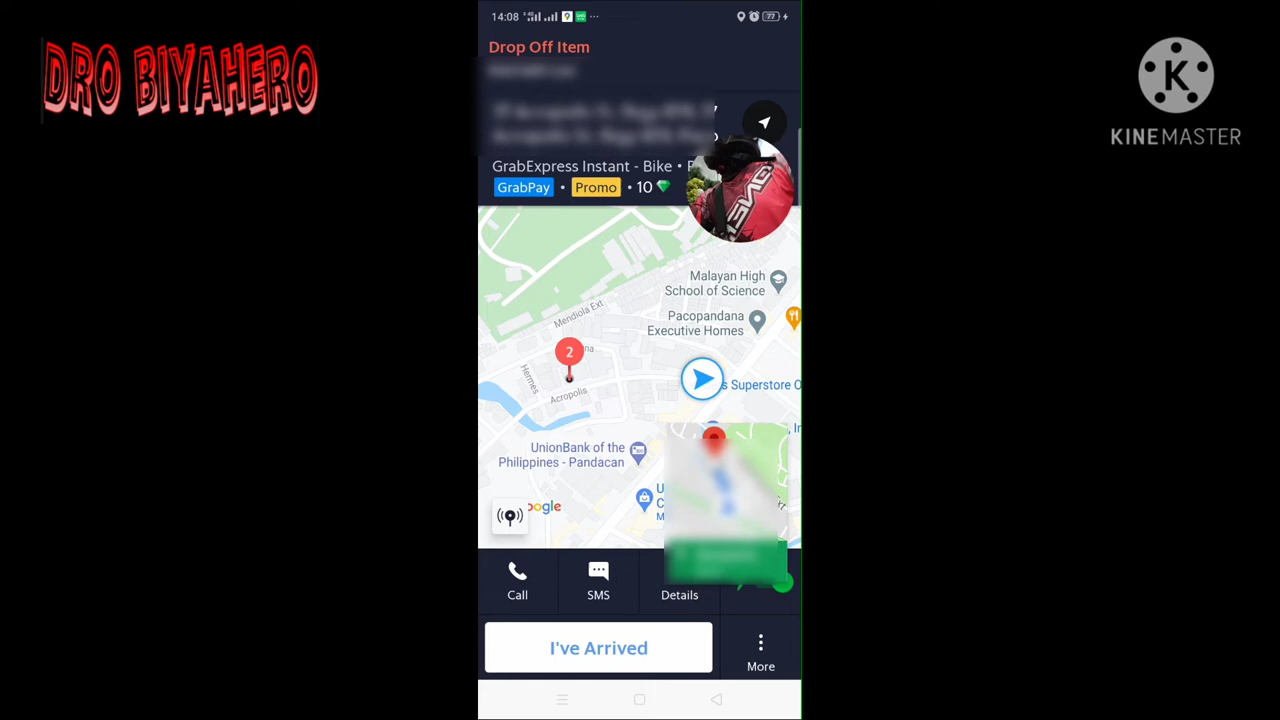 DRO BIYAHERO
KINEMASTER
14:08
77
Drop Off Item
GrabExpress Instant - Bike •
GrabPay • Promo • 10
Malayan High
School of Science
Mendiola Ext
Pacopandana
Executive Homes
2
Hermes
Acropolis
Superstore
UnionBank of the
Philippines - Pandacan
Call
SMS
Details
I've Arrived
More